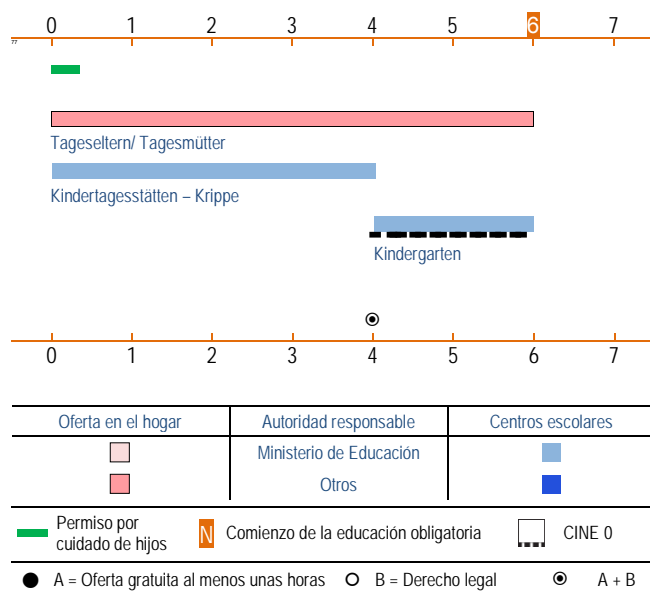 0 1 2 3 4 5 6 7
77
Tageseltern/ Tagesmütter
Kindertagesstätten – Krippe
Kindergarten
0 1 2 3 4 5 6 7
Oferta en el hogar Autoridad responsable Centros escolares
Ministerio de Educación
Otros
Permiso por
cuidado de hijos
N Comienzo de la educación obligatoria
CINE 0
A = Oferta gratuita al menos unas horas B = Derecho legal A + B